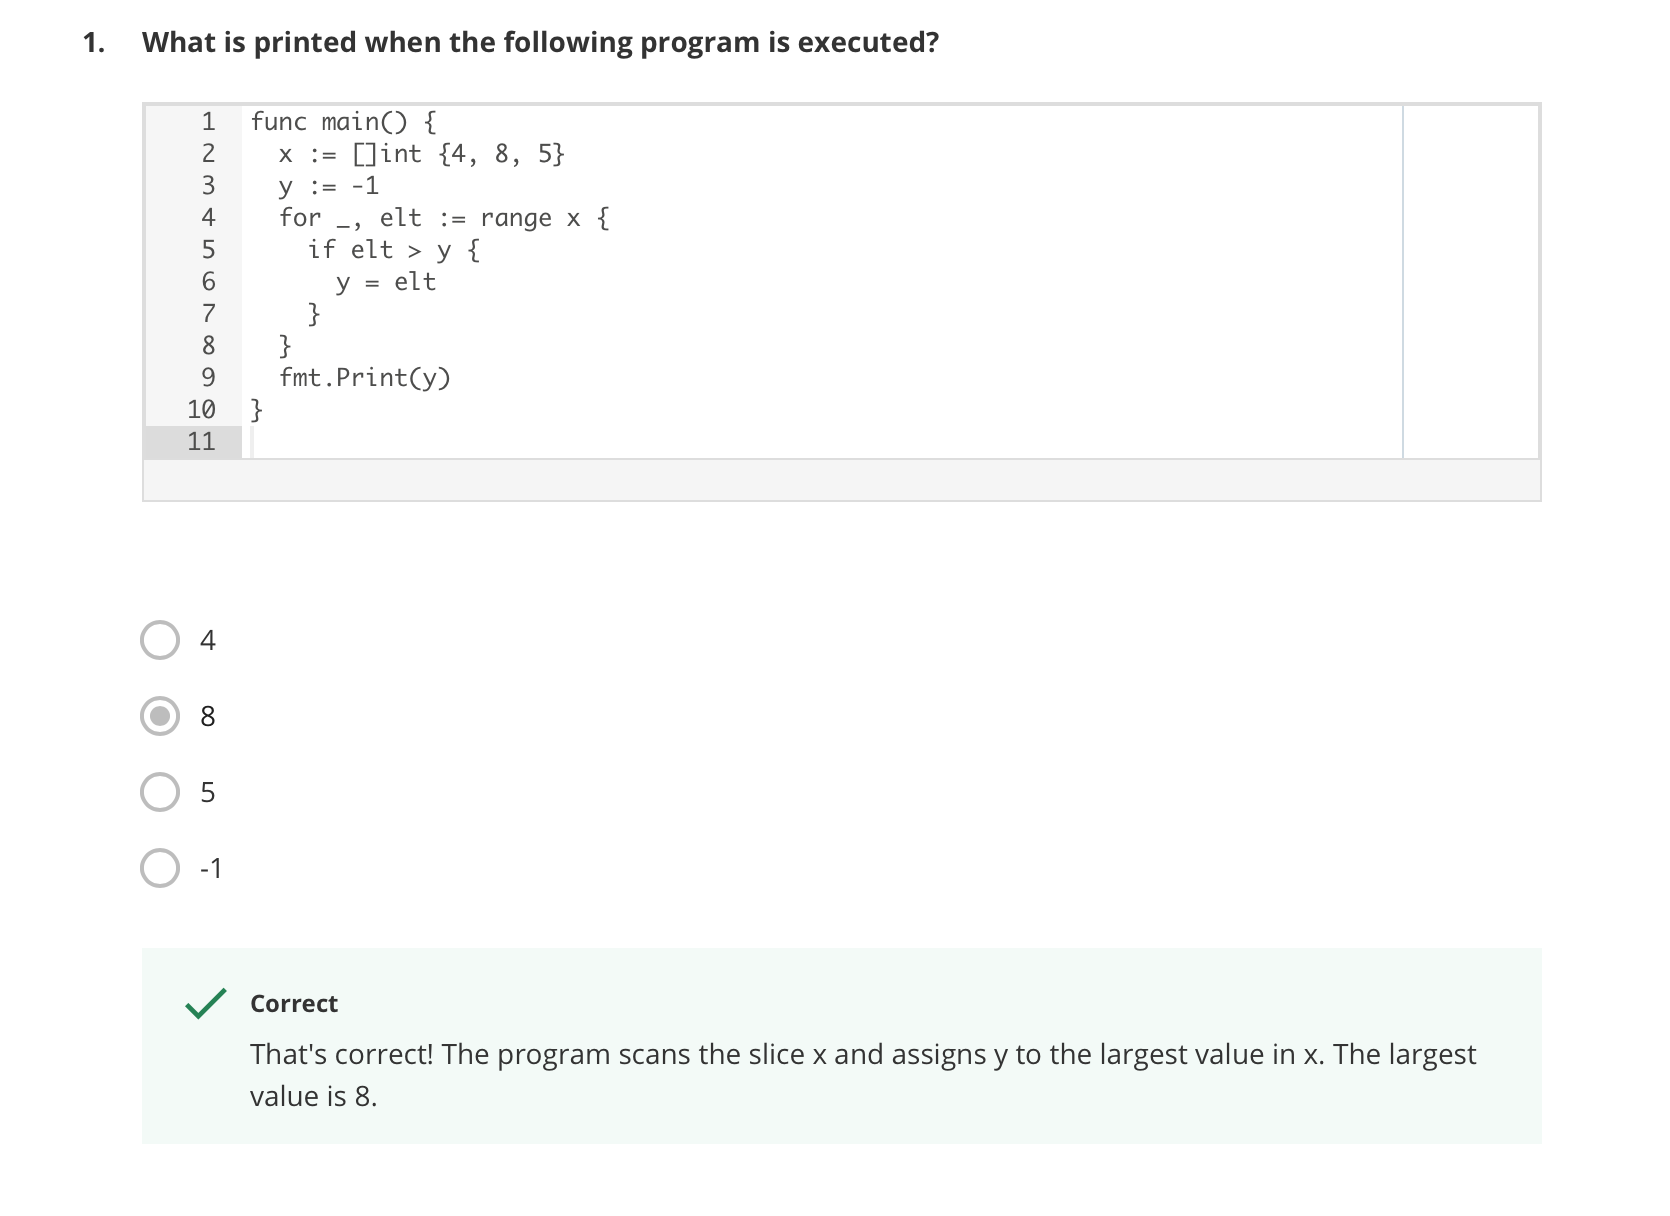 1. What is printed when the following program is executed?
1 func main() {
2   x := []int {4, 8, 5}
3   y := -1
4   for _, elt := range x {
5     if elt > y {
6       y = elt
7     }
8   }
9   fmt.Print(y)
10 }
11
4
8
5
-1
Correct
That's correct! The program scans the slice x and assigns y to the largest value in x. The largest
value is 8.